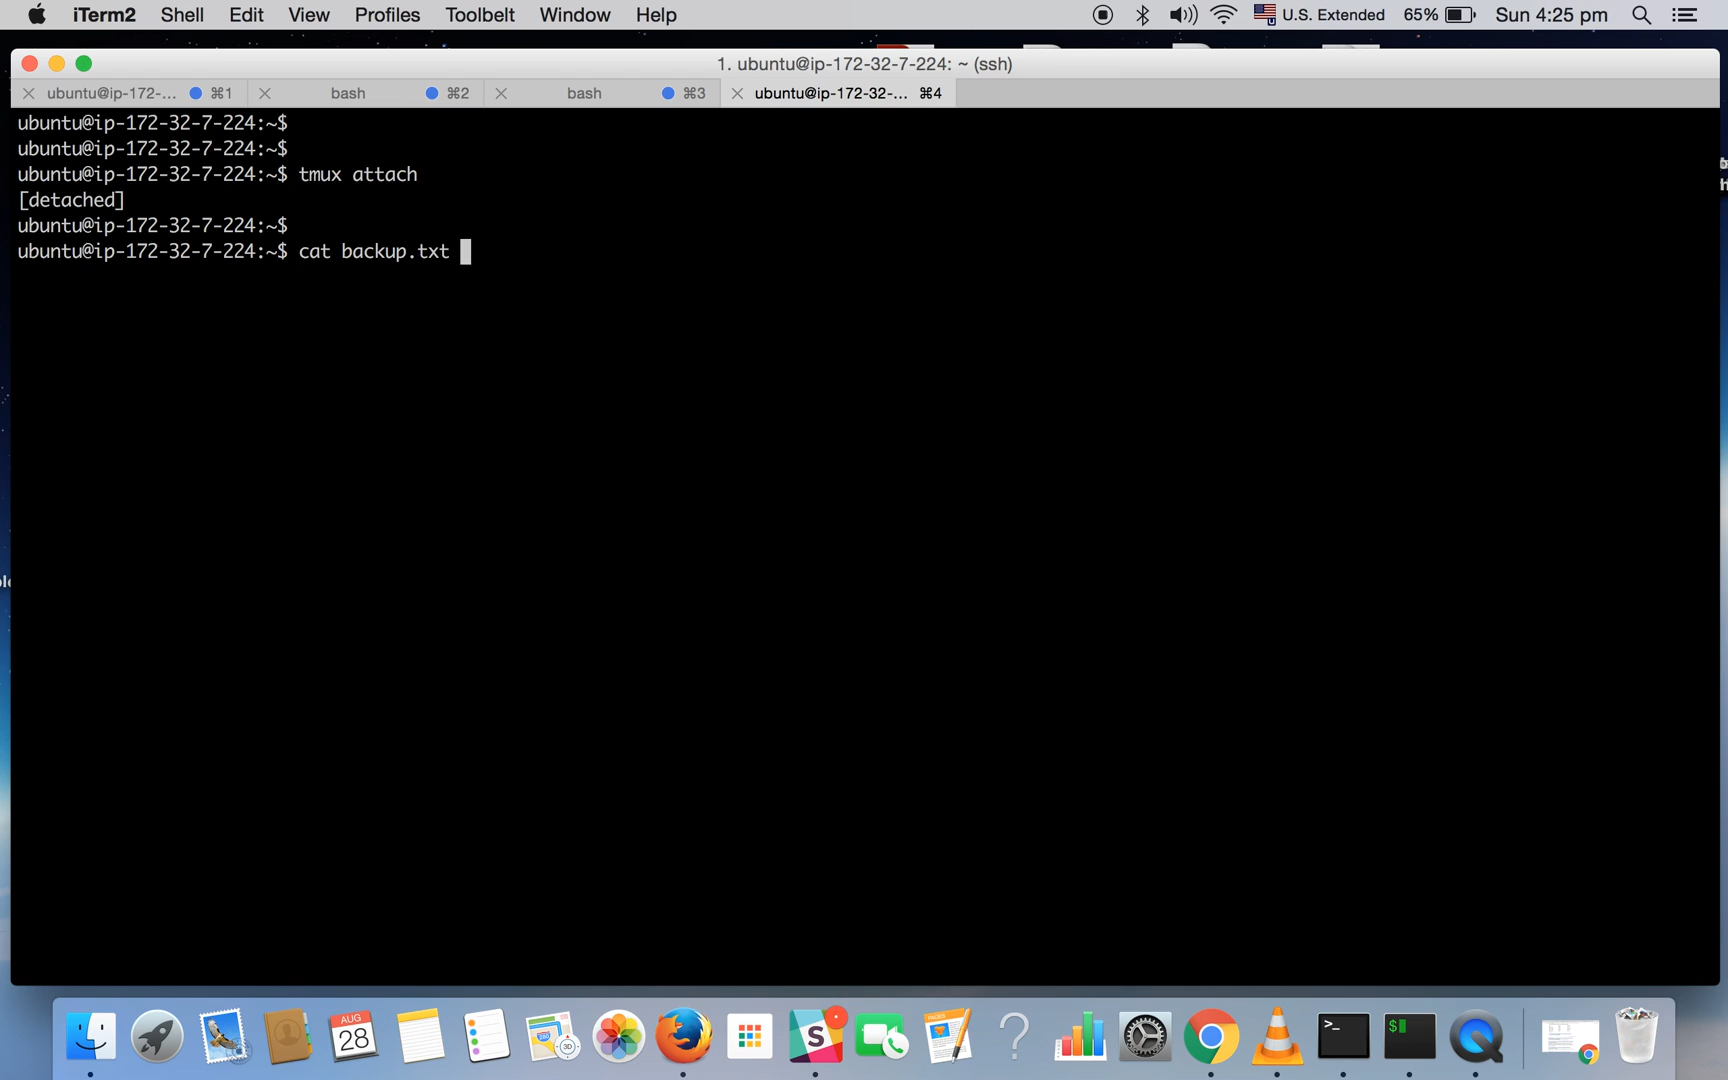 iTerm2 Shell Edit View Profiles Toolbelt Window Help U.S. Extended 65% Sun 4:25 pm
1. ubuntu@ip-172-32-7-224: ~ (ssh)
ubuntu@ip-172-... ⌘1 bash ⌘2 bash ⌘3 ubuntu@ip-172-32-... ⌘4
ubuntu@ip-172-32-7-224:~$
ubuntu@ip-172-32-7-224:~$
ubuntu@ip-172-32-7-224:~$ tmux attach
[detached]
ubuntu@ip-172-32-7-224:~$
ubuntu@ip-172-32-7-224:~$ cat backup.txt
AUG
28
PAGES
3D